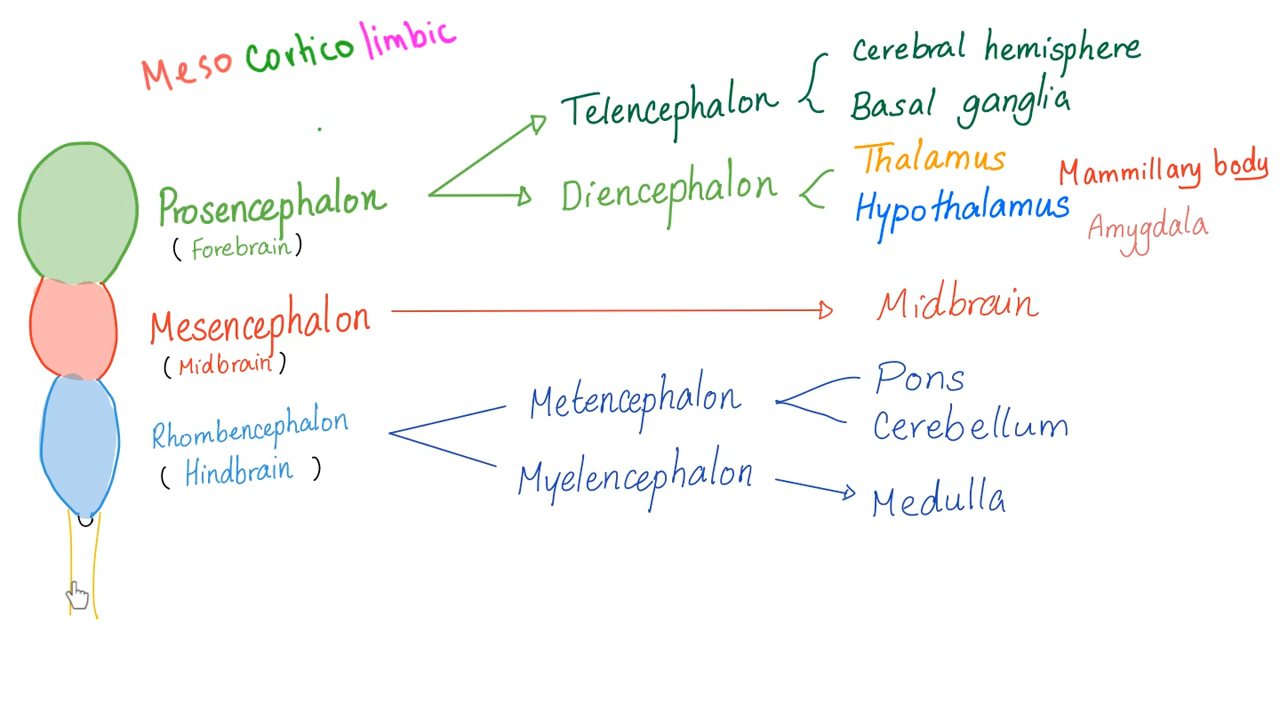 Meso cortico limbic
Cerebral hemisphere
Telencephalon
Basal ganglia
Thalamus
Mammillary body
Prosencephalon
Diencephalon
Hypothalamus
Amygdala
(Forebrain)
Mesencephalon
Midbrain
(Midbrain)
Metencephalon
Pons
Rhombencephalon
Cerebellum
(Hindbrain)
Myelencephalon
Medulla